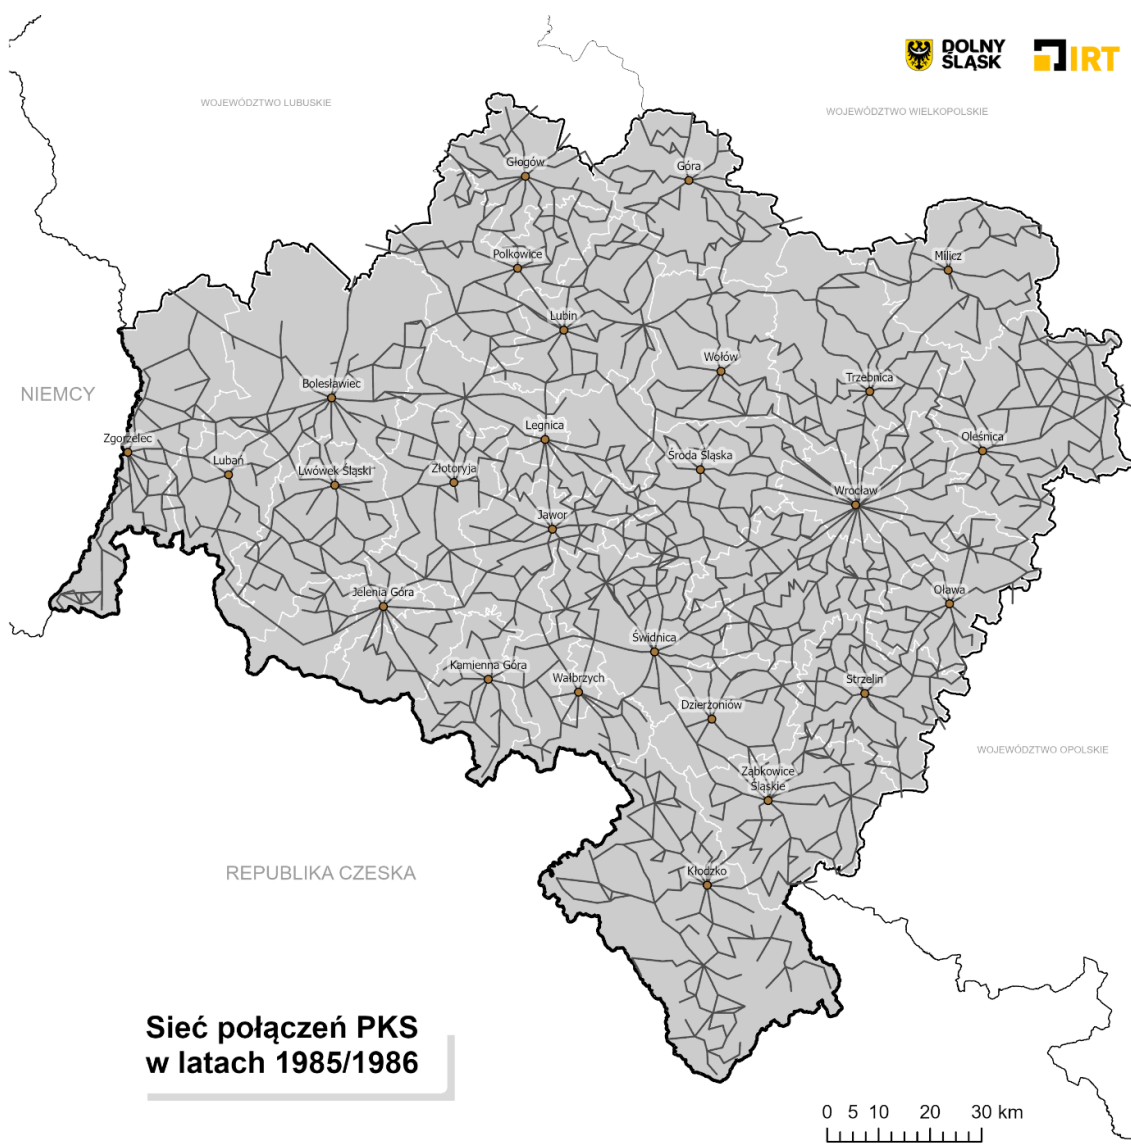 DOLNY
ŚLĄSK
IRT
WOJEWÓDZTWO LUBUSKIE
WOJEWÓDZTWO WIELKOPOLSKIE
Głogów
Góra
Polkowice
Milicz
Lubin
Wołów
Trzebnica
Bolesławiec
NIEMCY
Zgorzelec
Legnica
Oleśnica
Lubań
Lwówek Śląski
Złotoryja
Środa Śląska
Wrocław
Jawor
Jelenia Góra
Oława
Świdnica
Kamienna Góra
Wałbrzych
Strzelin
Dzierżoniów
WOJEWÓDZTWO OPOLSKIE
Ząbkowice
Śląskie
REPUBLIKA CZESKA
Kłodzko
Sieć połączeń PKS
w latach 1985/1986
0 5 10 20 30 km